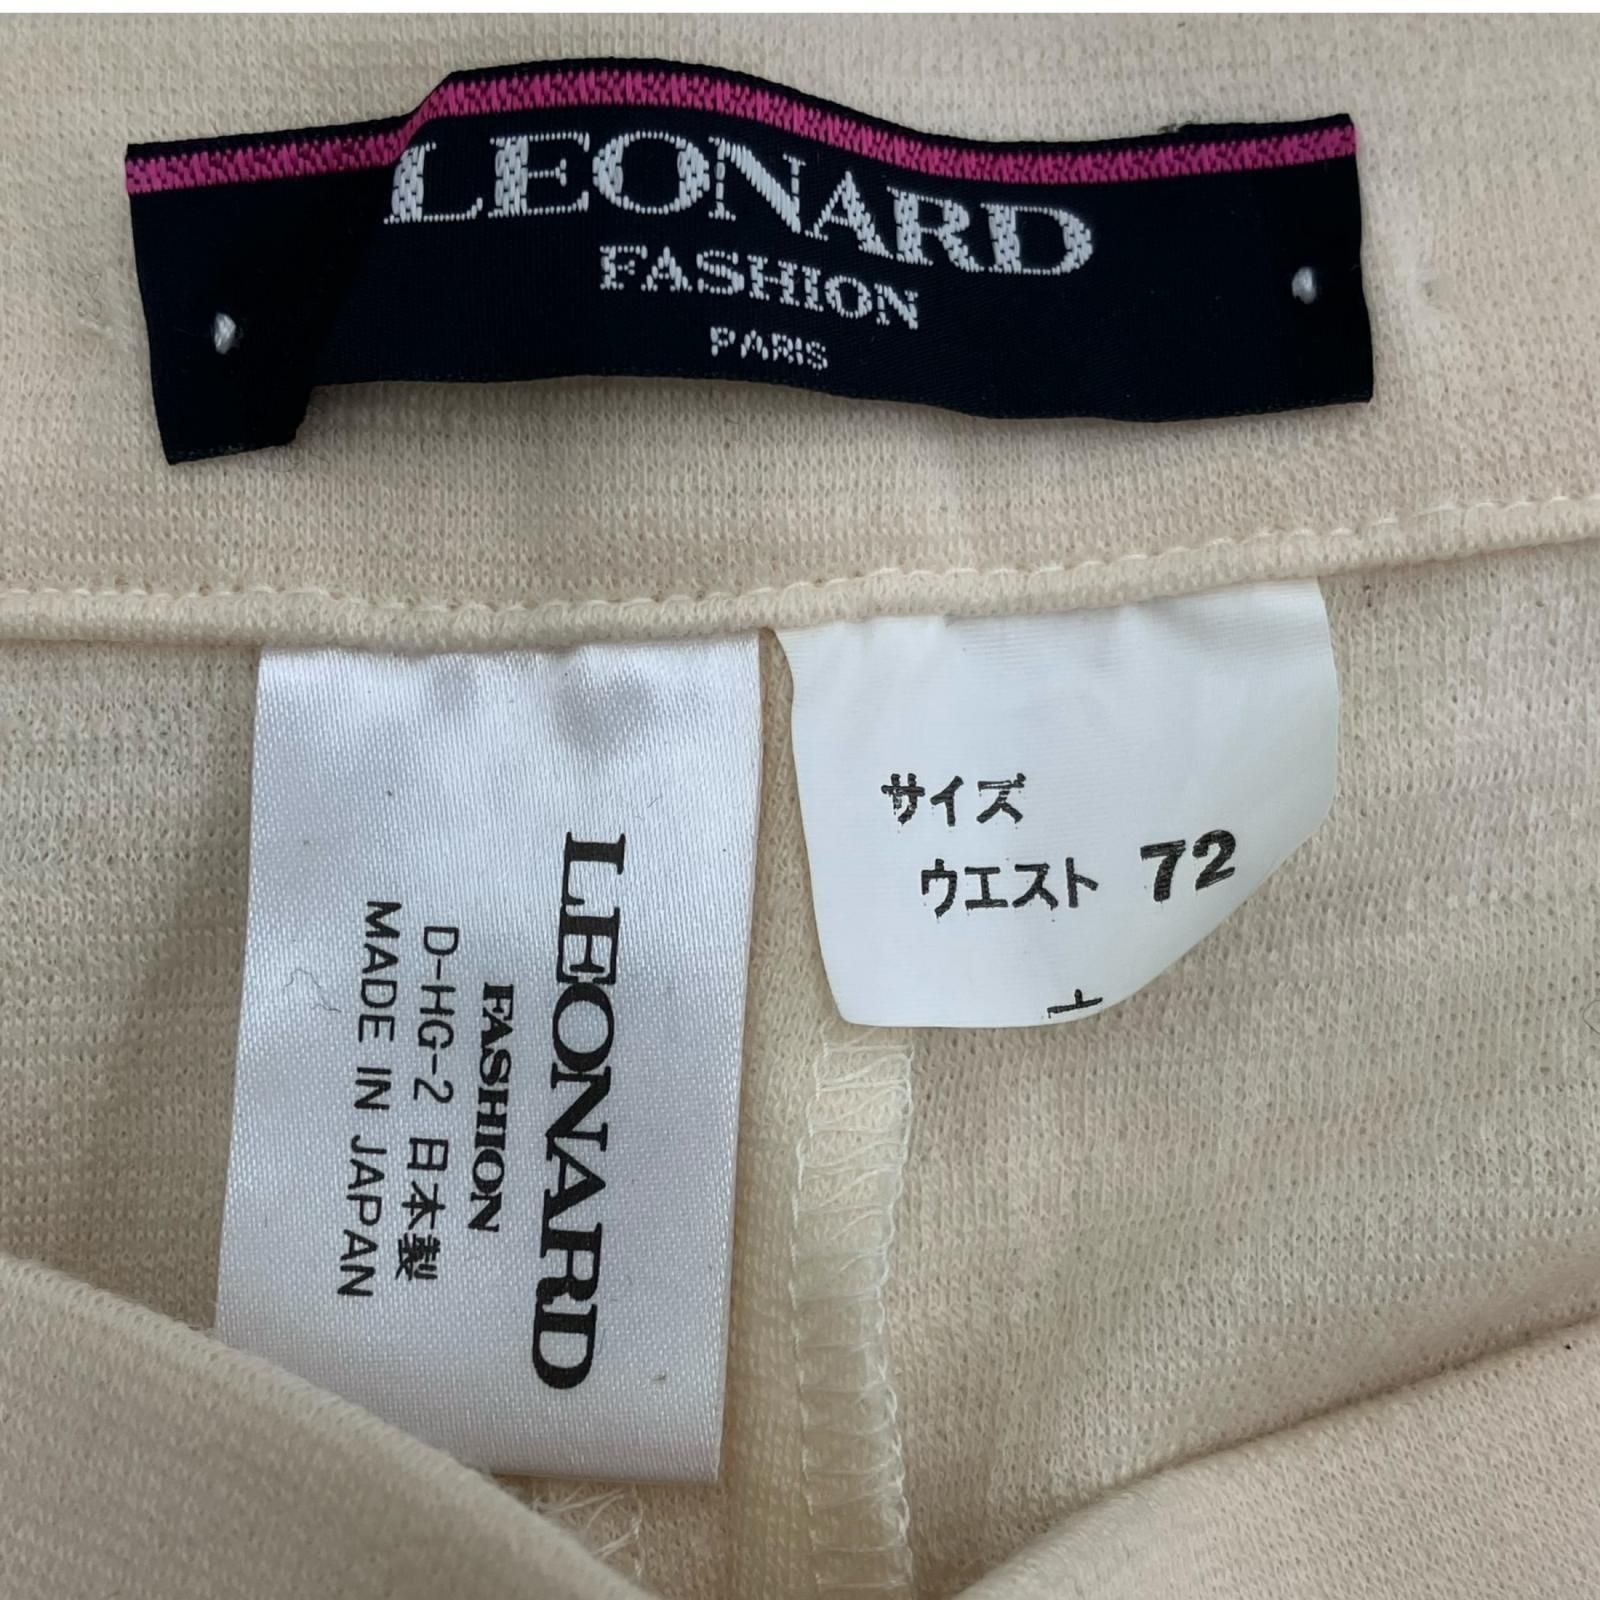 LEONARD
FASHION
PARIS
サイズ
ウエスト 72
LEONARD
FASHION
D-HG-2 日本製
MADE IN JAPAN